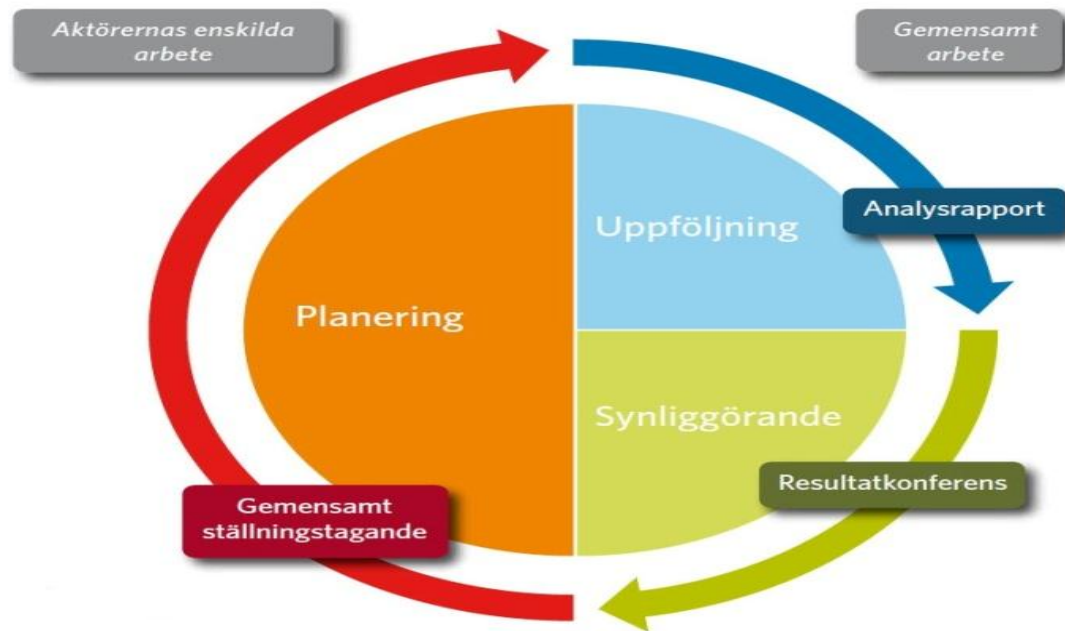 Aktörernas enskilda
arbete
Gemensamt
arbete
Analysrapport
Uppföljning
Planering
Synliggörande
Resultatkonferens
Gemensamt
ställningstagande